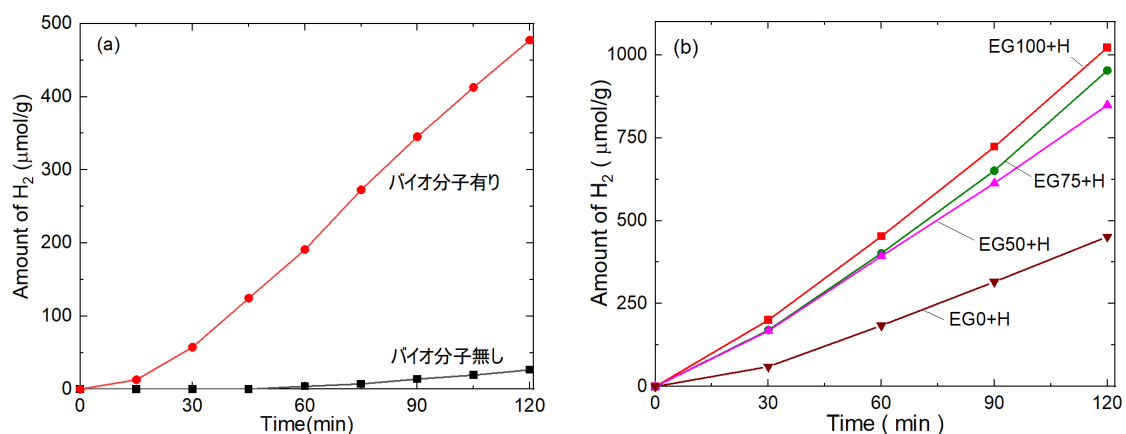 (a)
500
400
300
200
100
0
Amount of H2 (μmol/g)
バイオ分子有り
バイオ分子無し
0 30 60 90 120
Time(min)
(b)
1000
750
500
250
0
Amount of H2 ( μmol/g)
EG100+H
EG75+H
EG50+H
EG0+H
0 30 60 90 120
Time ( min )